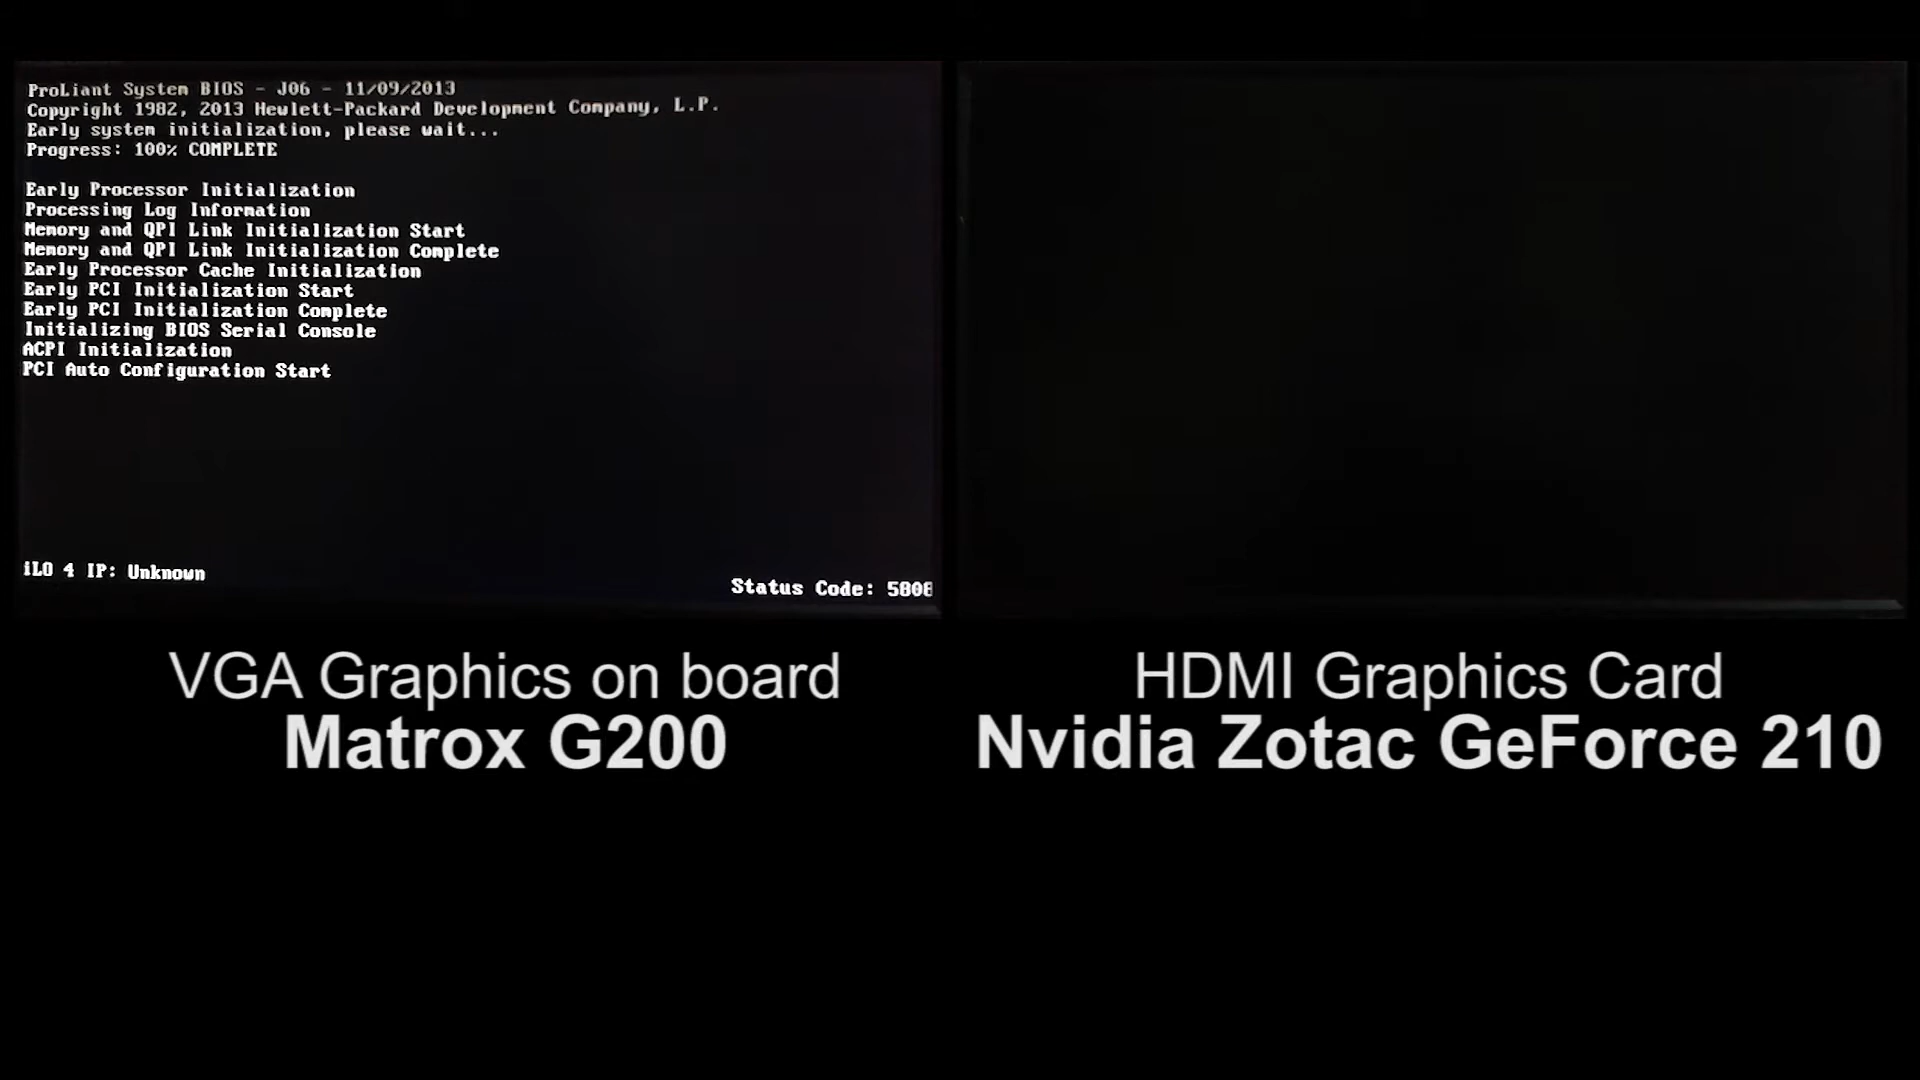 ProLiant System BIOS - J06 - 11/09/2013
Copyright 1982, 2013 Hewlett-Packard Development Company, L.P.
Early system initialization, please wait...
Progress: 100% COMPLETE
Early Processor Initialization
Processing Log Information
Memory and QPI Link Initialization Start
Memory and QPI Link Initialization Complete
Early Processor Cache Initialization
Early PCI Initialization Start
Early PCI Initialization Complete
Initializing BIOS Serial Console
ACPI Initialization
PCI Auto Configuration Start
iLO 4 IP: Unknown
Status Code:
VGA Graphics on board
Matrox G200
HDMI Graphics Card
Nvidia Zotac GeForce 210